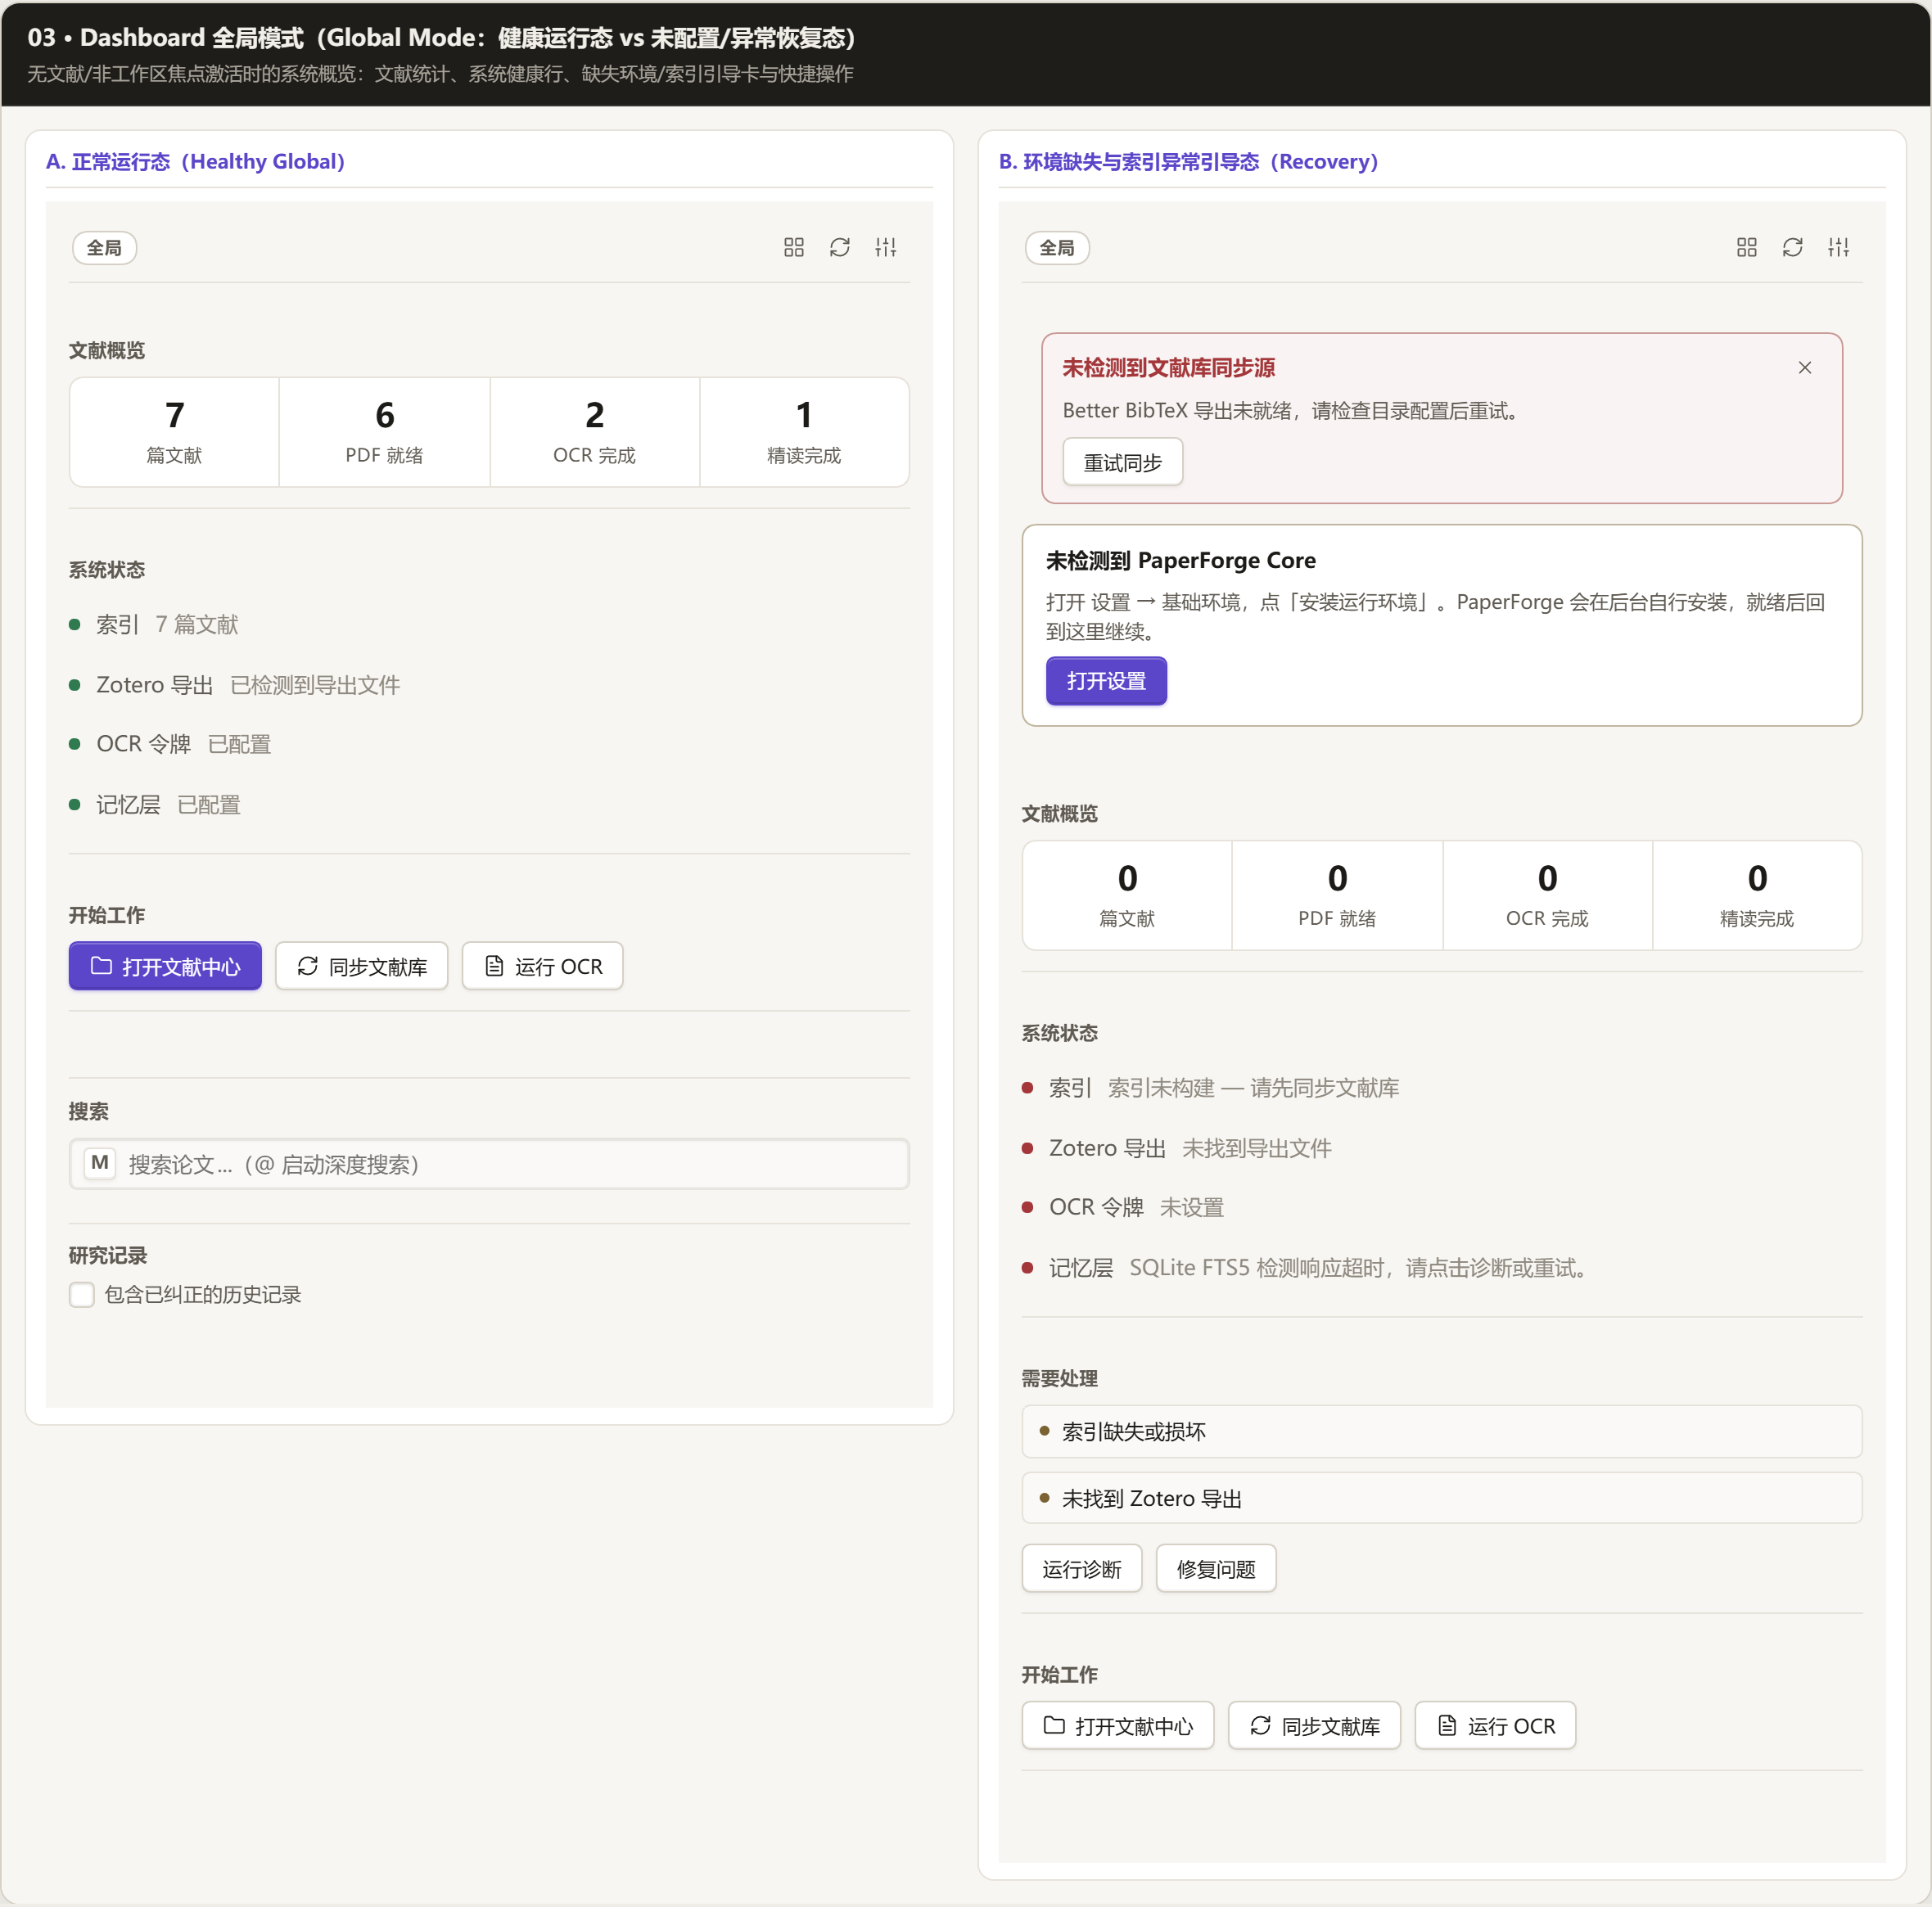 03 • Dashboard 全局模式（Global Mode：健康运行态 vs 未配置/异常恢复态）
无文献/非工作区焦点激活时的系统概览：文献统计、系统健康行、缺失环境/索引引导卡与快捷操作
A. 正常运行态（Healthy Global）
全局
文献概览
7
篇文献
6
PDF 就绪
2
OCR 完成
1
精读完成
系统状态
索引 7 篇文献
Zotero 导出 已检测到导出文件
OCR 令牌 已配置
记忆层 已配置
开始工作
打开文献中心
同步文献库
运行 OCR
搜索
M 搜索论文...（@ 启动深度搜索）
研究记录
包含已纠正的历史记录
B. 环境缺失与索引异常引导态（Recovery）
全局
未检测到文献库同步源
Better BibTeX 导出未就绪，请检查目录配置后重试。
重试同步
未检测到 PaperForge Core
打开 设置 → 基础环境，点「安装运行环境」。PaperForge 会在后台自行安装，就绪后回
到这里继续。
打开设置
文献概览
0
篇文献
0
PDF 就绪
0
OCR 完成
0
精读完成
系统状态
索引 索引未构建 — 请先同步文献库
Zotero 导出 未找到导出文件
OCR 令牌 未设置
记忆层 SQLite FTS5 检测响应超时，请点击诊断或重试。
需要处理
索引缺失或损坏
未找到 Zotero 导出
运行诊断
修复问题
开始工作
打开文献中心
同步文献库
运行 OCR